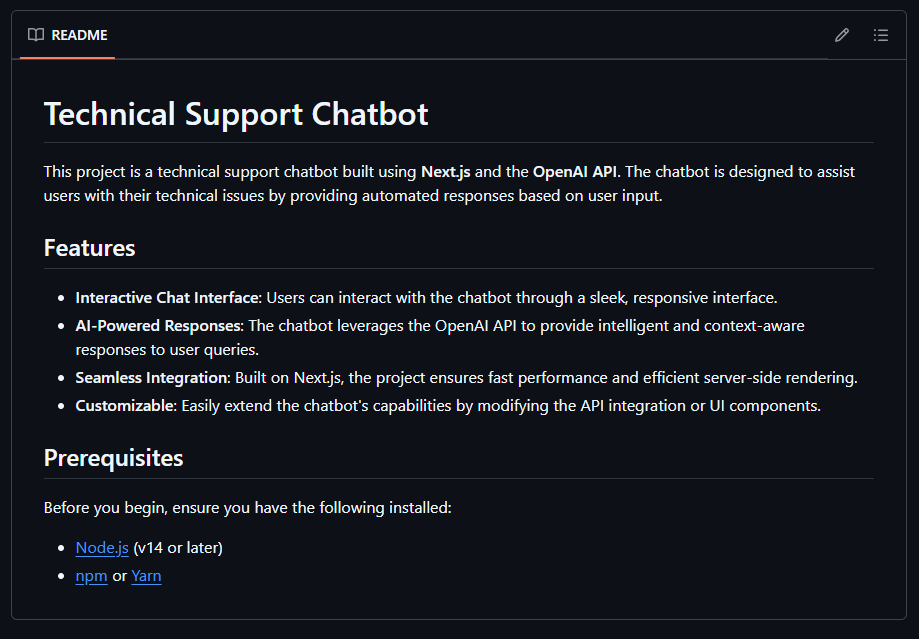 README
Technical Support Chatbot
This project is a technical support chatbot built using Next.js and the OpenAI API. The chatbot is designed to assist
users with their technical issues by providing automated responses based on user input.
Features
• Interactive Chat Interface: Users can interact with the chatbot through a sleek, responsive interface.
• AI-Powered Responses: The chatbot leverages the OpenAI API to provide intelligent and context-aware
responses to user queries.
• Seamless Integration: Built on Next.js, the project ensures fast performance and efficient server-side rendering.
• Customizable: Easily extend the chatbot's capabilities by modifying the API integration or UI components.
Prerequisites
Before you begin, ensure you have the following installed:
• Node.js (v14 or later)
• npm or Yarn